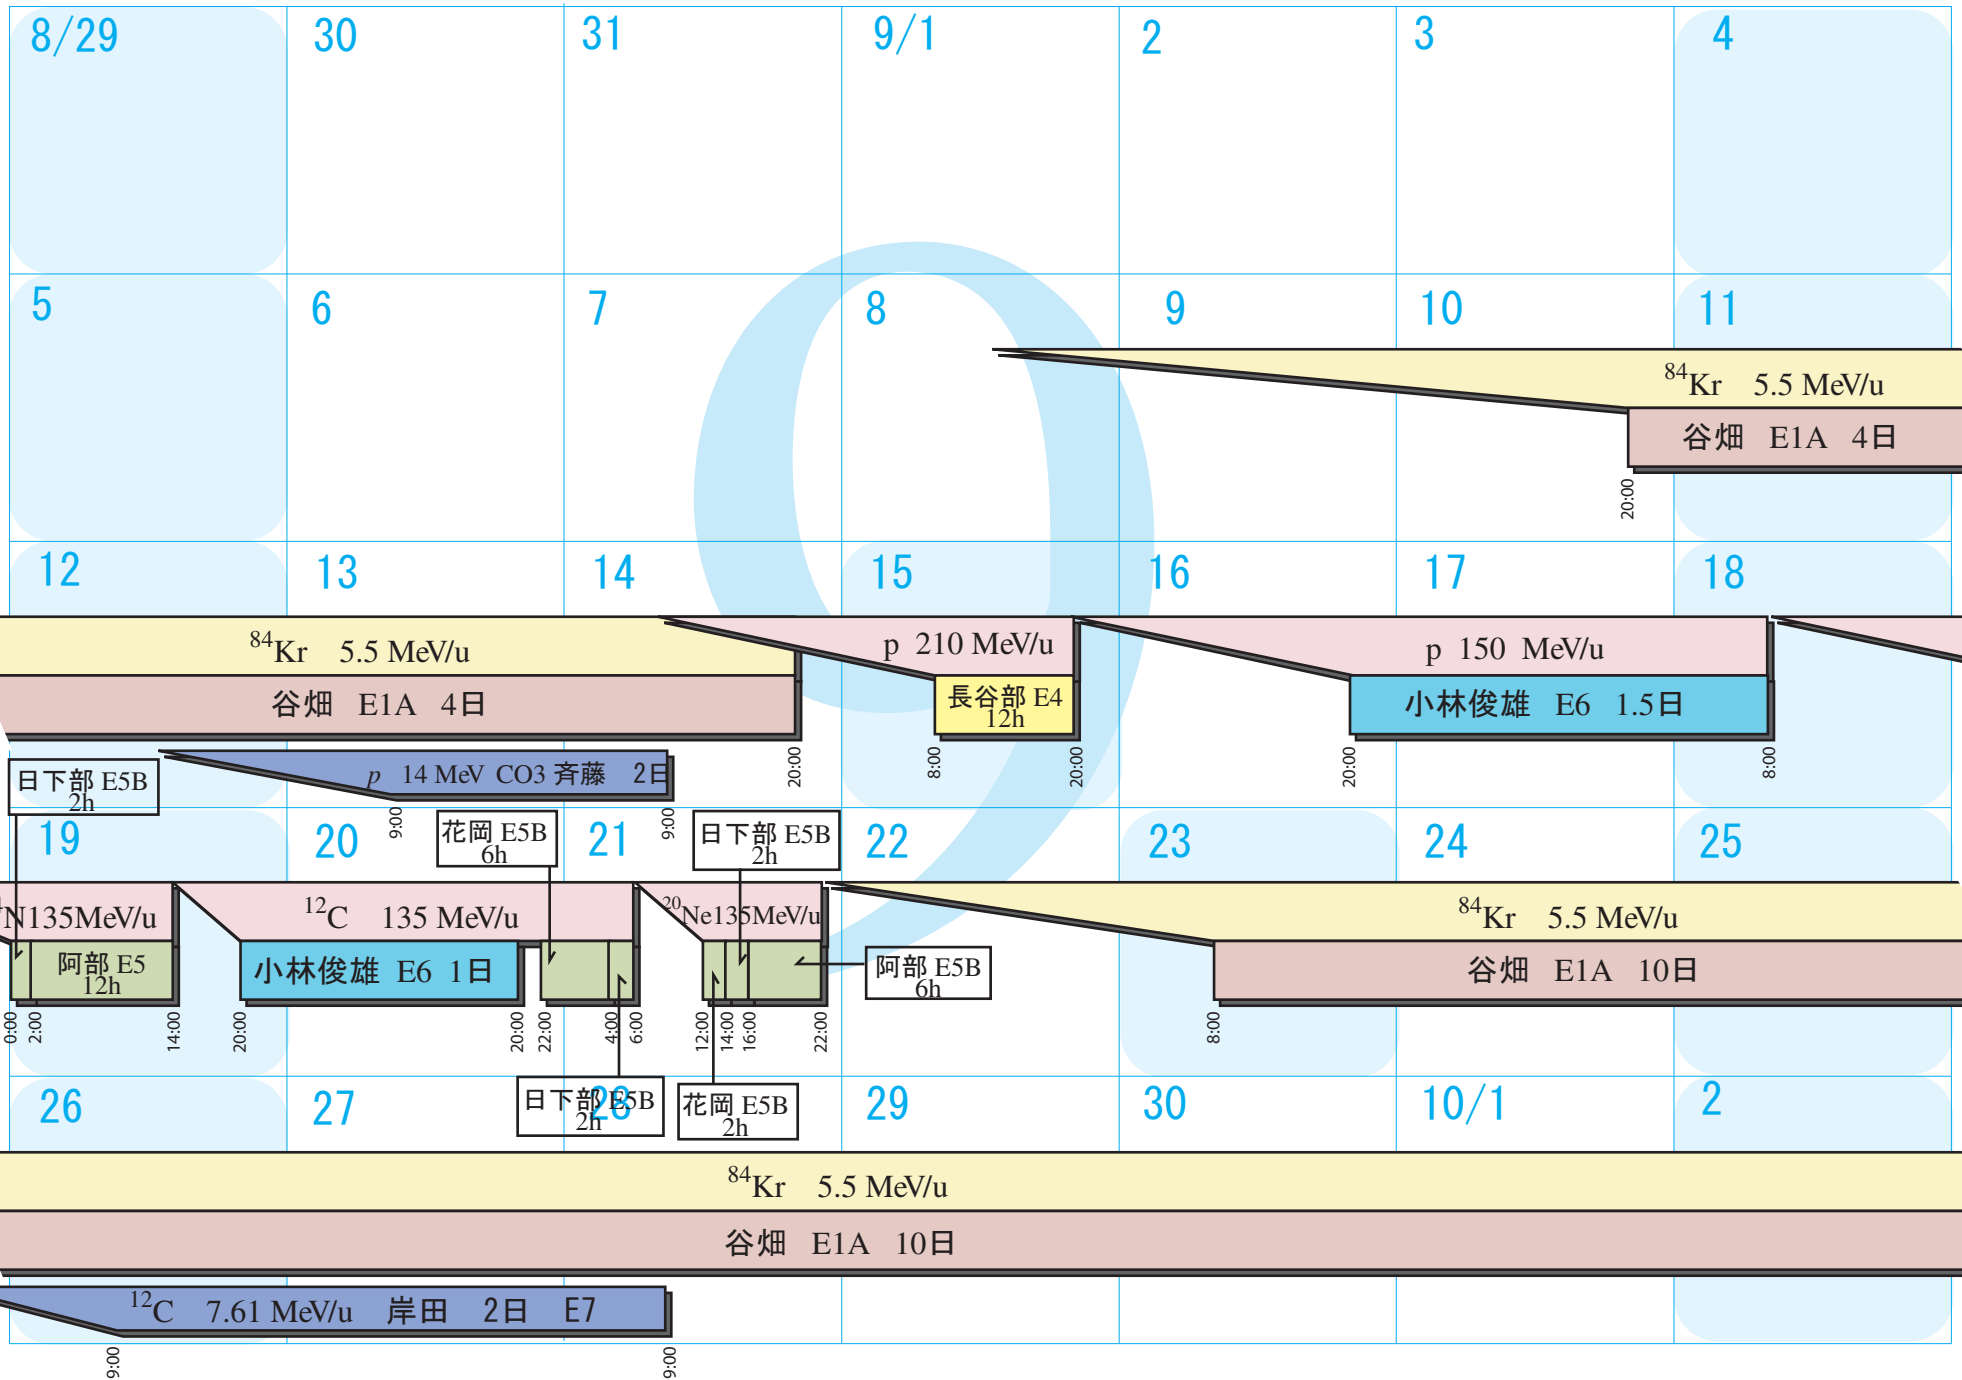 8/29 30 31 9/1 2 3 4
5 6 7 8 9 10 11
84Kr 5.5 MeV/u
谷畑 E1A 4日
20:00
12 13 14 15 16 17 18
84Kr 5.5 MeV/u
p 210 MeV/u
p 150 MeV/u
谷畑 E1A 4日
長谷部 E4
12h
小林俊雄 E6 1.5日
20:00
8:00
20:00
20:00
8:00
p 14 MeV CO3 斉藤 2日
9:00
9:00
日下部 E5B
2h
花岡 E5B
6h
日下部 E5B
2h
19 20 21 22 23 24 25
N135MeV/u
12C 135 MeV/u
20Ne135MeV/u
84Kr 5.5 MeV/u
阿部 E5
12h
小林俊雄 E6 1日
阿部 E5B
6h
谷畑 E1A 10日
0:00
2:00
14:00
20:00
20:00
22:00
4:00
6:00
12:00
14:00
16:00
22:00
8:00
日下部 E5B
2h
花岡 E5B
2h
26 27 28 29 30 10/1 2
84Kr 5.5 MeV/u
谷畑 E1A 10日
12C 7.61 MeV/u 岸田 2日 E7
9:00
9:00
9